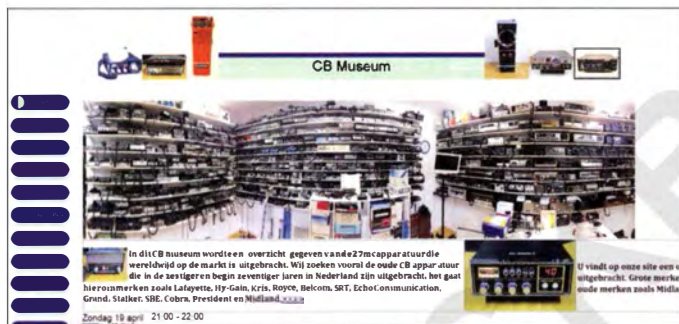 CB Museum
In dit CB museum wordt een overzicht gegeven van de 27mc apparatuur die
wereldwijd op de markt is uitgebracht. Wij zoeken vooral de oude CB apparatuur
die in de zestiger en begin zeventiger jaren in Nederland zijn uitgebracht, het gaat
hierom merken zoals Lafayette, Hy-Gain, Kris, Royce, Belcom, SRT, EchoCommunication,
Grand, Stalker, SBE, Cobra, President en Midland
U vindt op onze site een
uitgebracht. Grote merke
oude merken zoals Midla
Zondag 19 april 21:00 - 22:00